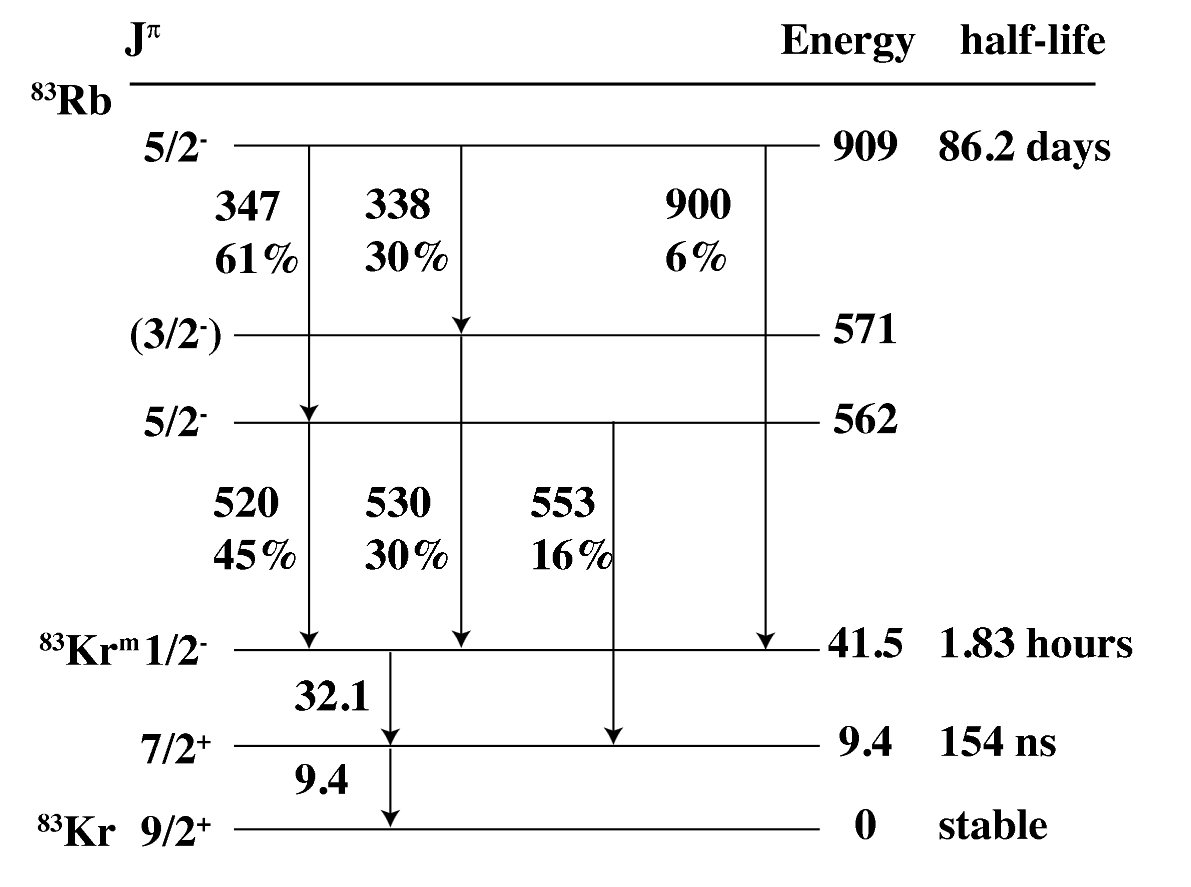 J^π Energy half-life
⁸³Rb
5/2⁻ 909 86.2 days
347 338 900
61% 30% 6%
(3/2⁻) 571
5/2⁻ 562
520 530 553
45% 30% 16%
⁸³Krᵐ 1/2⁻ 41.5 1.83 hours
32.1
7/2⁺ 9.4 154 ns
9.4
⁸³Kr 9/2⁺ 0 stable